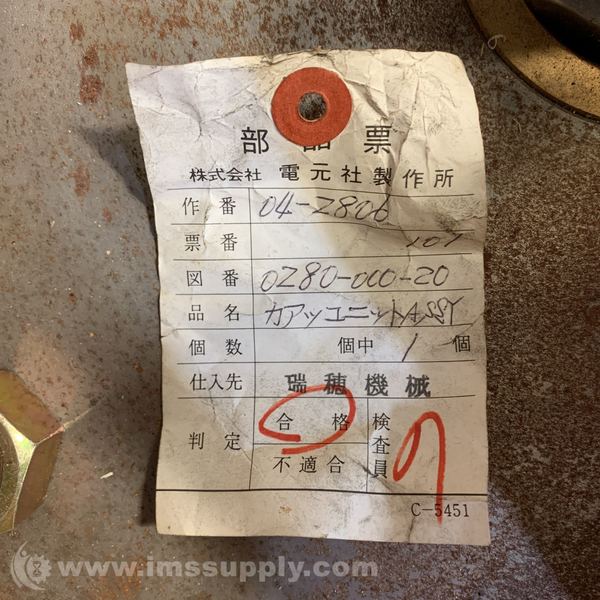 部品票
株式会社 電元社製作所
作番 04-2806
票番 107
図番 0280-000-20
品名 カアツユニットASSY
個数 個中 1 個
仕入先 瑞穂機械
判定 合格 検査員
不適合
C-5451
www.imssupply.com